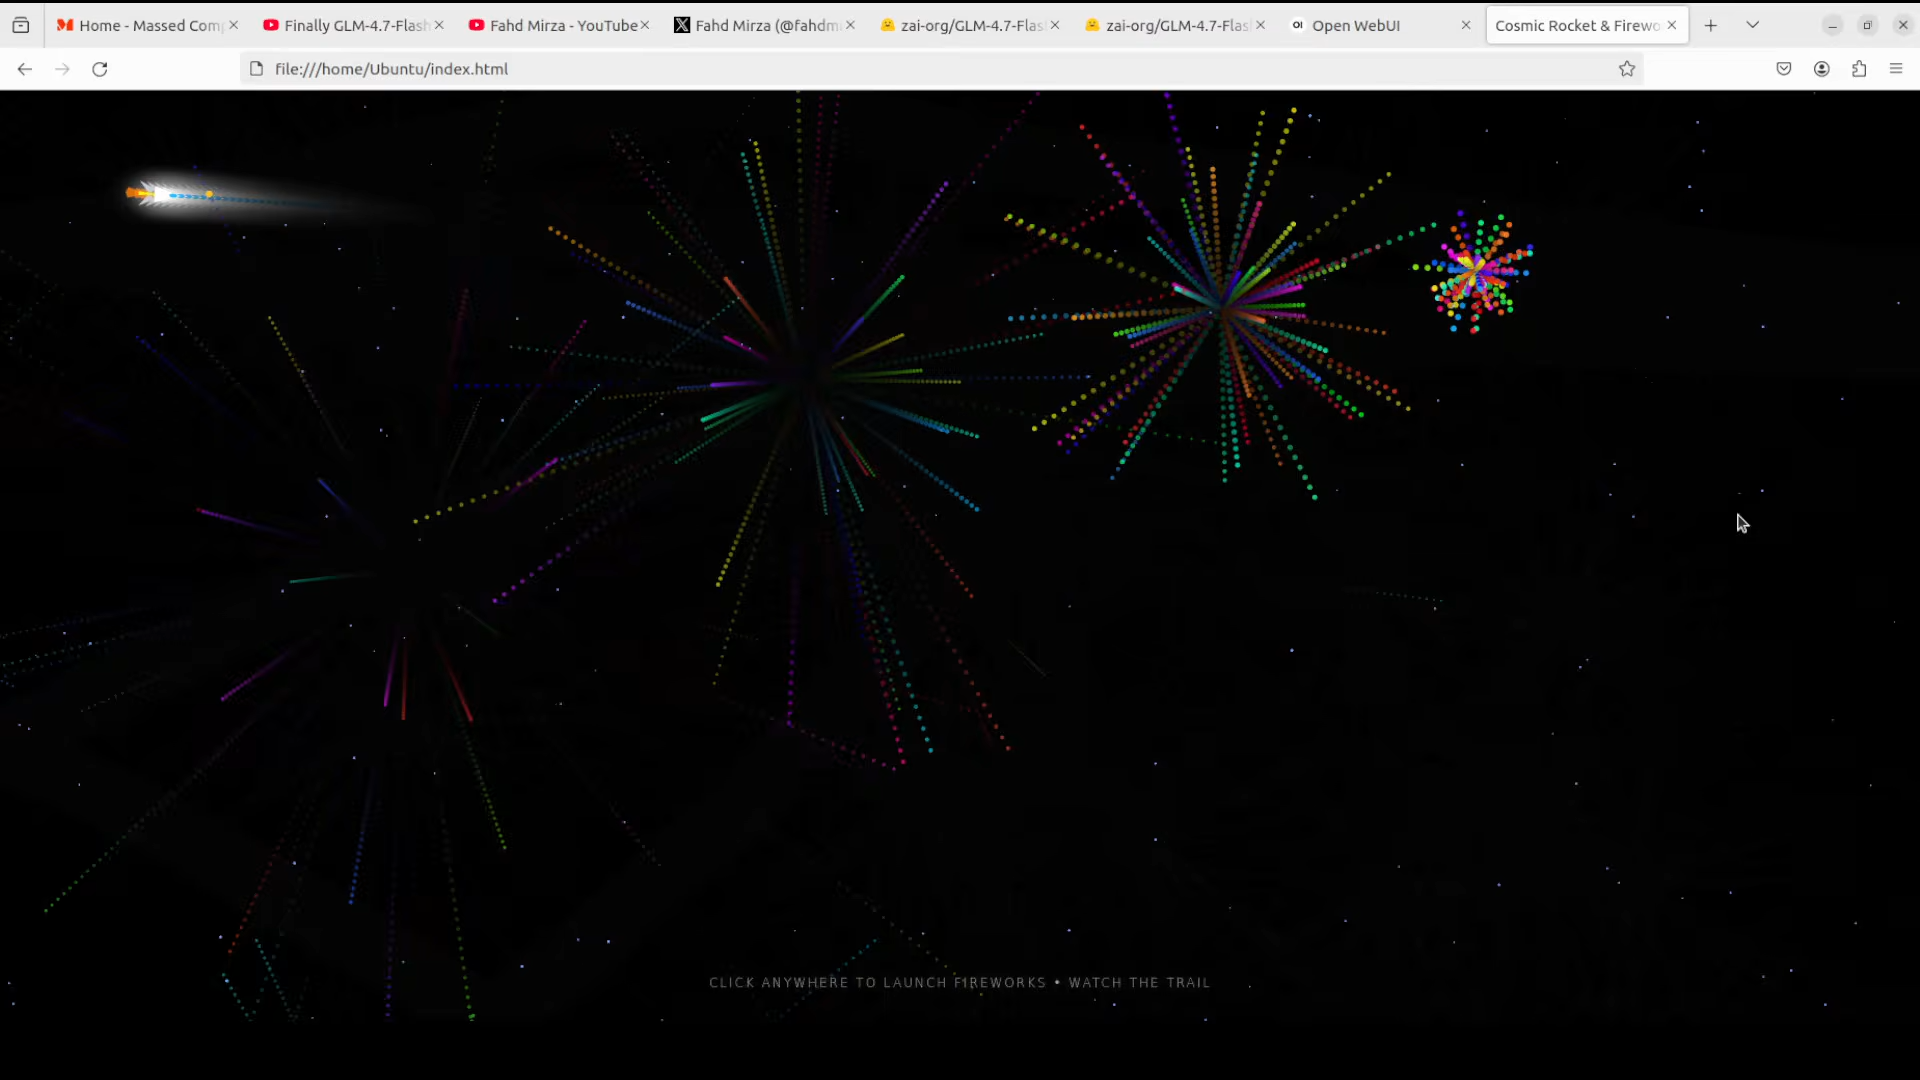 Home - Massed Com
Finally GLM-4.7-Flash
Fahd Mirza - YouTube
Fahd Mirza (@fahdmi
zai-org/GLM-4.7-Flas
zai-org/GLM-4.7-Flas
OI Open WebUI
Cosmic Rocket & Firewo
file:///home/Ubuntu/index.html
CLICK ANYWHERE TO LAUNCH FIREWORKS • WATCH THE TRAIL